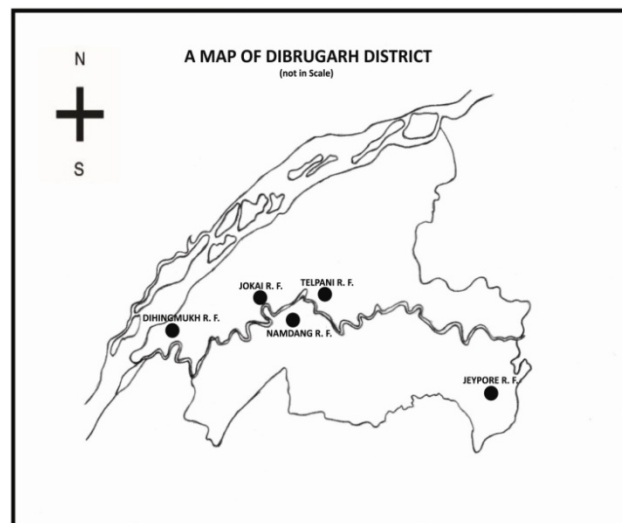 A MAP OF DIBRUGARH DISTRICT
(not in Scale)
N
S
JOKAI R. F.
TELPANI R. F.
DIHINGMUKH R. F.
NAMDANG R. F.
JEYPORE R. F.